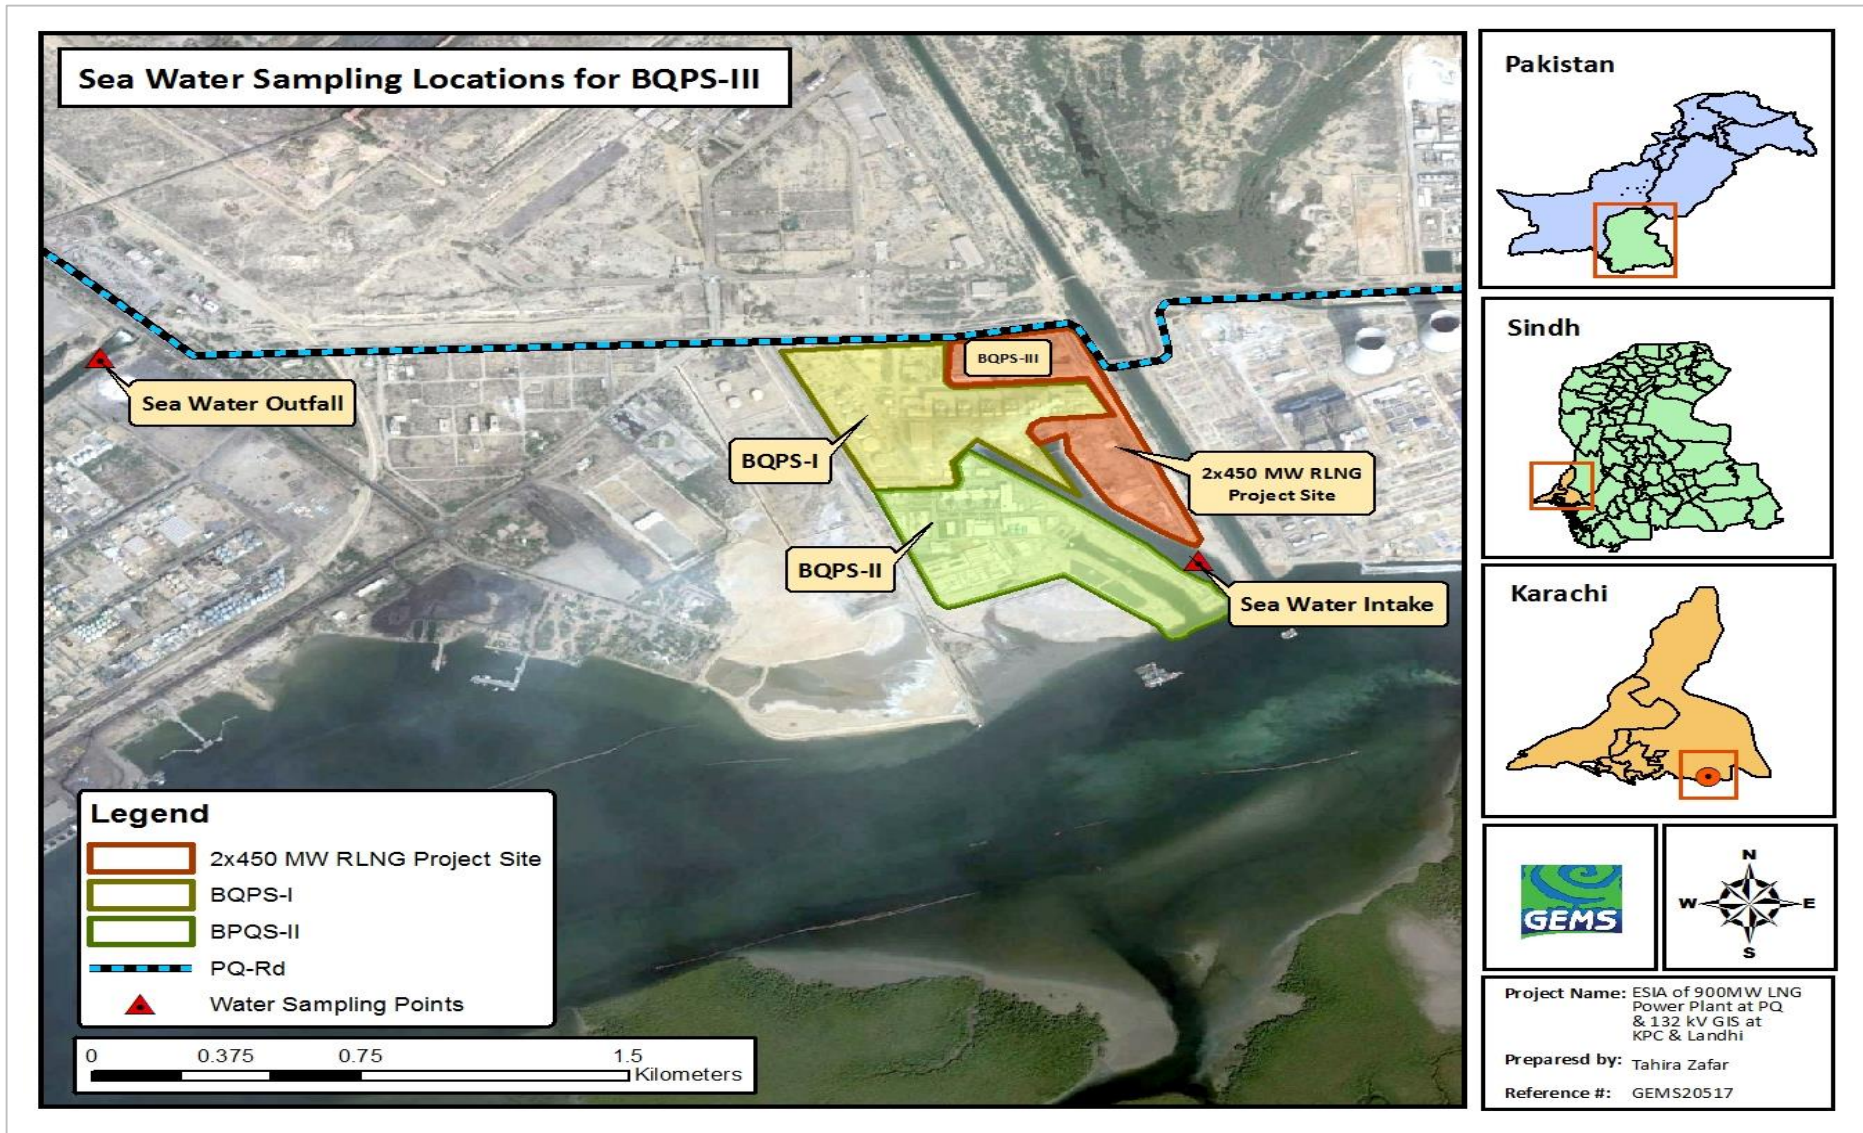 Sea Water Sampling Locations for BQPS-III
BQPS-III
Sea Water Outfall
BQPS-I
2x450 MW RLNG
Project Site
BQPS-II
Sea Water Intake
Legend
2x450 MW RLNG Project Site
BQPS-I
BPQS-II
PQ-Rd
Water Sampling Points
0 0.375 0.75 1.5
Kilometers
Pakistan
Sindh
Karachi
GEMS
N
W E
S
Project Name: ESIA of 900MW LNG
Power Plant at PQ
& 132 kV GIS at
KPC & Landhi
Preparesd by: Tahira Zafar
Reference #: GEMS20517